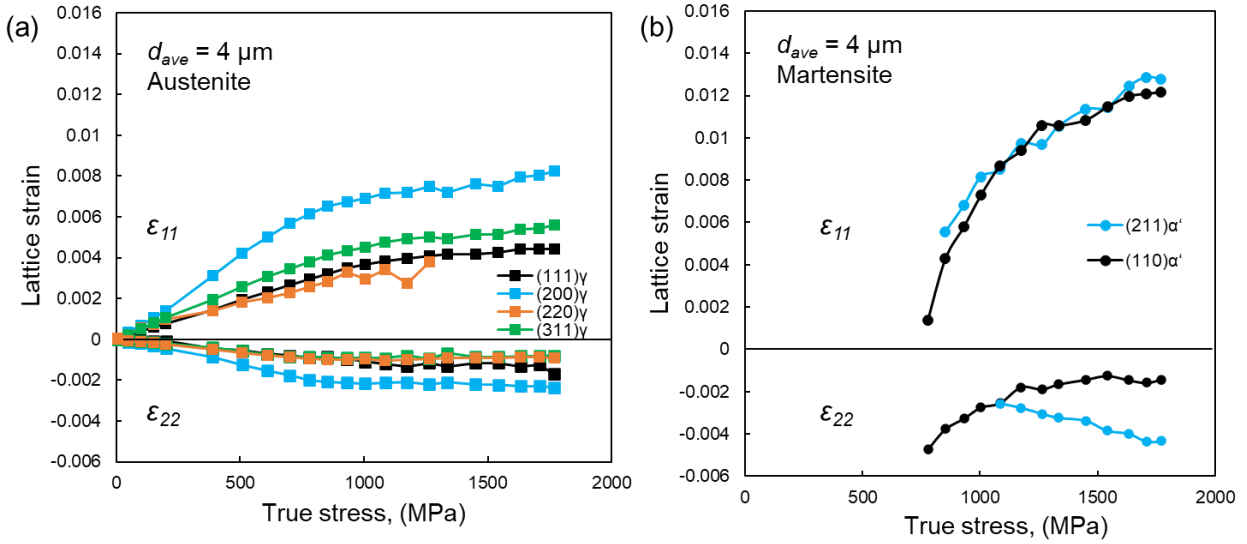 (a)
d_ave = 4 μm
Austenite
Lattice strain
0.016
0.014
0.012
0.01
0.008
0.006
0.004
0.002
0
-0.002
-0.004
-0.006
ε11
ε22
(111)γ
(200)γ
(220)γ
(311)γ
0
500
1000
1500
2000
True stress, (MPa)
(b)
d_ave = 4 μm
Martensite
Lattice strain
0.016
0.014
0.012
0.01
0.008
0.006
0.004
0.002
0
-0.002
-0.004
-0.006
ε11
ε22
(211)α‘
(110)α‘
0
500
1000
1500
2000
True stress, (MPa)